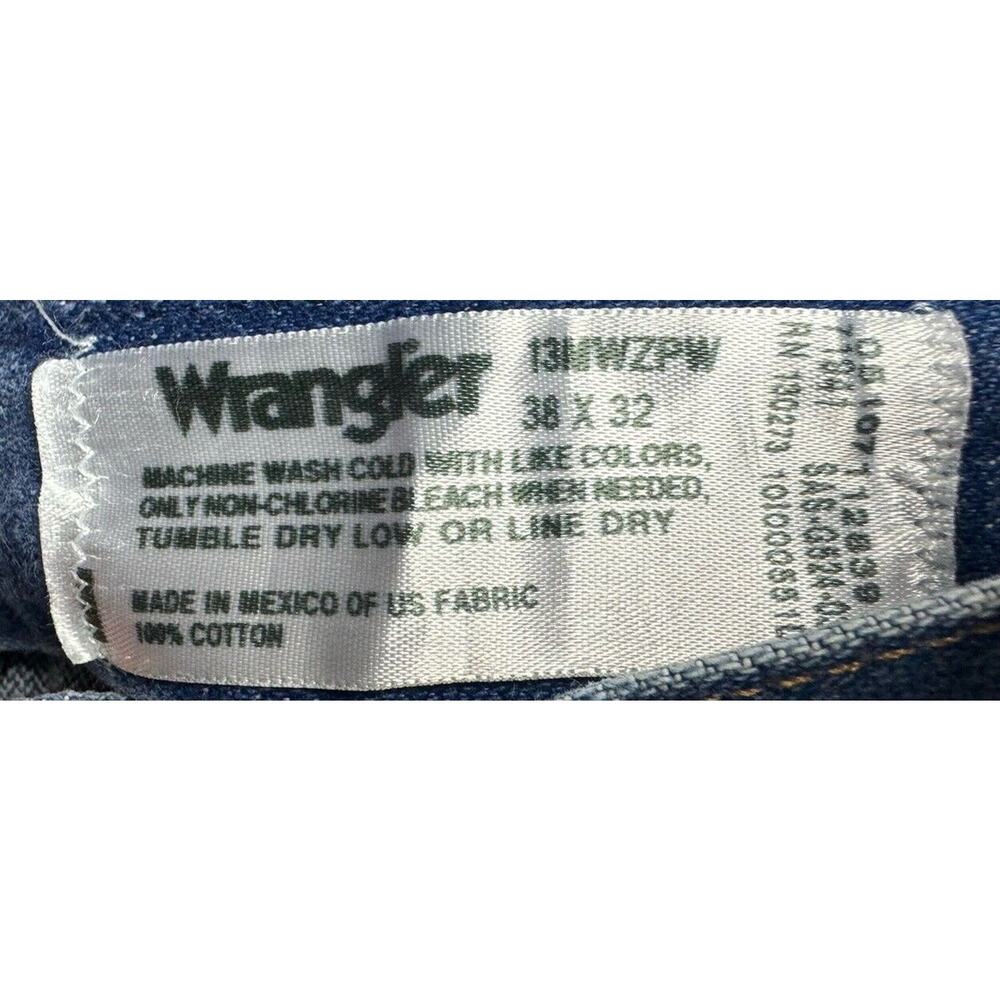 Wrangler®
13MWZPW
38 X 32
MACHINE WASH COLD WITH LIKE COLORS,
ONLY NON-CHLORINE BLEACH WHEN NEEDED,
TUMBLE DRY LOW OR LINE DRY
MADE IN MEXICO OF US FABRIC
100% COTTON
RN 130273